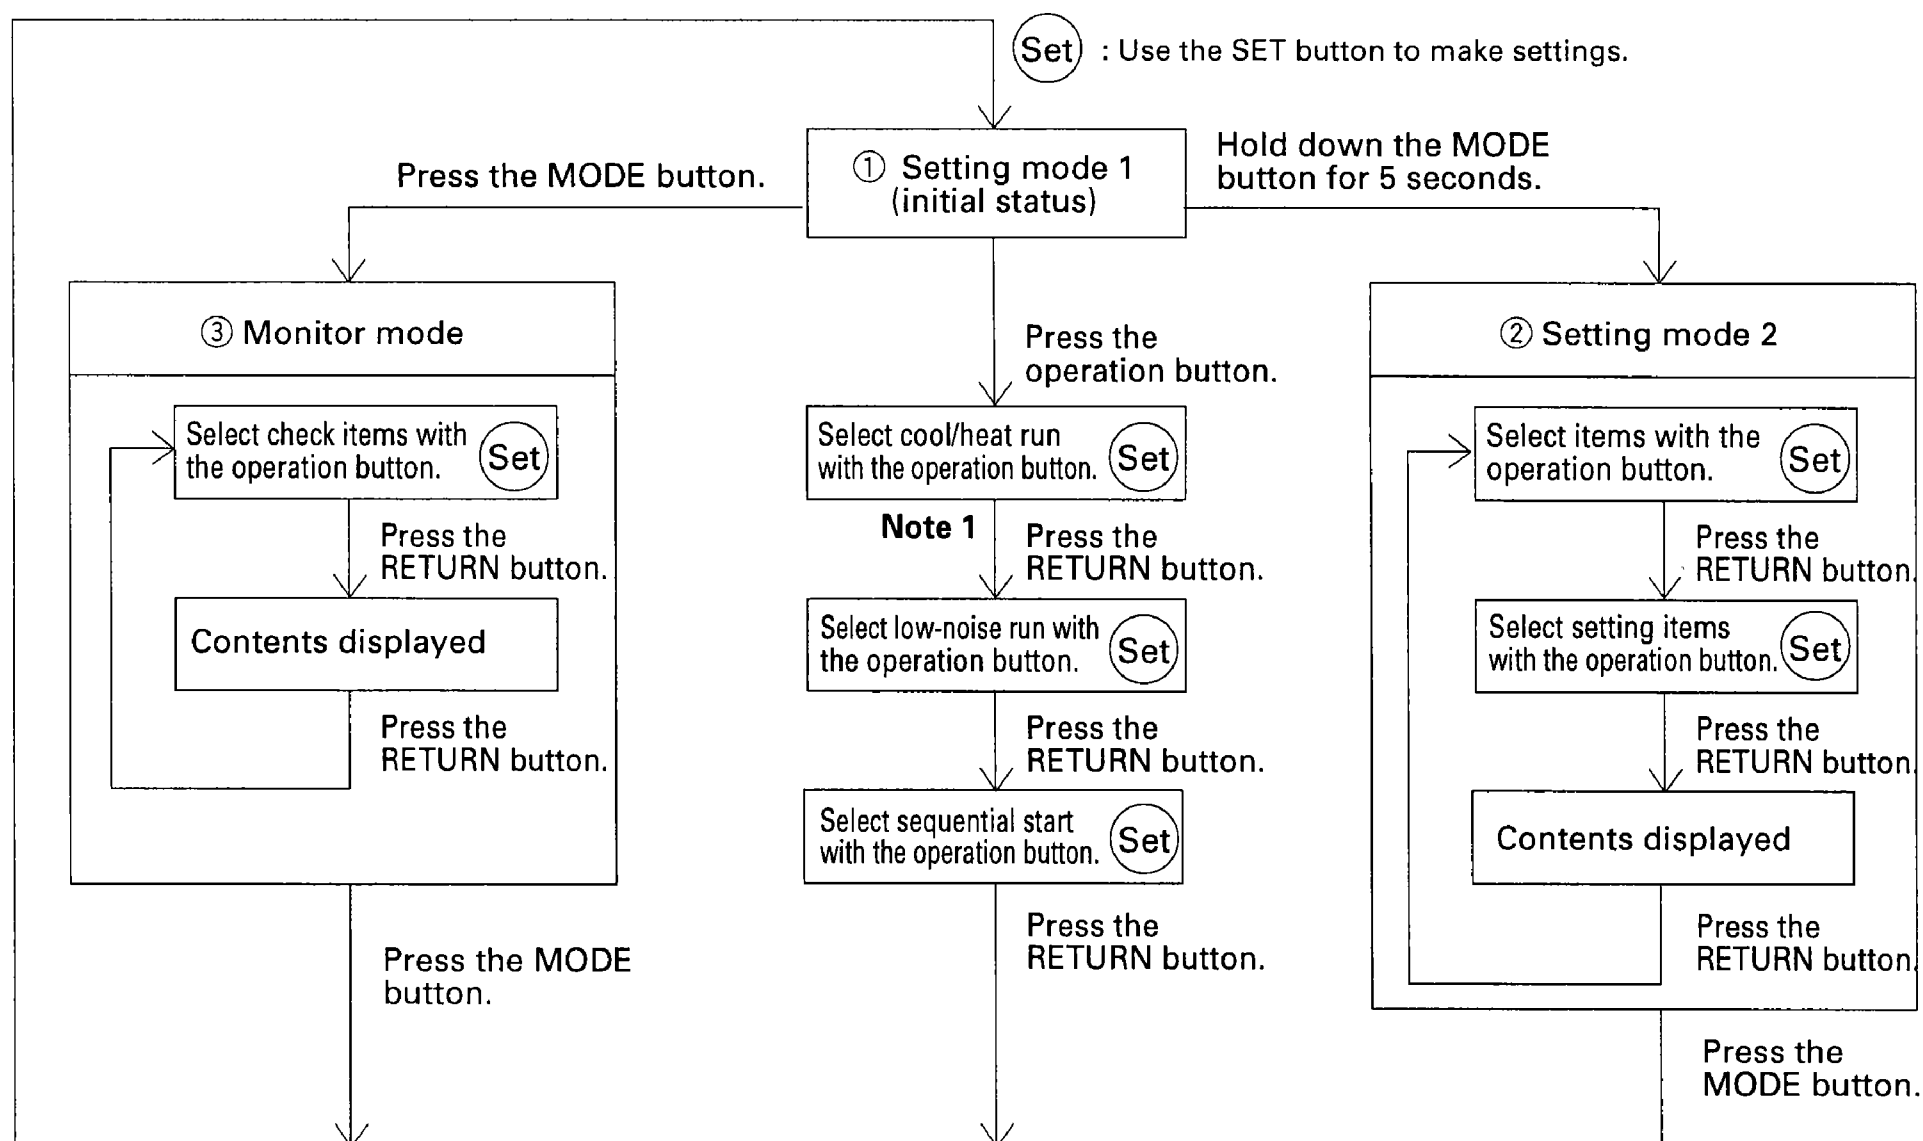 Set : Use the SET button to make settings.
Press the MODE button.
① Setting mode 1
(initial status)
Hold down the MODE
button for 5 seconds.
③ Monitor mode
Select check items with
the operation button.
Set
Press the
RETURN button.
Contents displayed
Press the
RETURN button.
Press the MODE
button.
Press the
operation button.
Select cool/heat run
with the operation button.
Set
Note 1
Press the
RETURN button.
Select low-noise run with
the operation button.
Set
Press the
RETURN button.
Select sequential start
with the operation button.
Set
Press the
RETURN button.
② Setting mode 2
Select items with the
operation button.
Set
Press the
RETURN button.
Select setting items
with the operation button.
Set
Press the
RETURN button.
Contents displayed
Press the
RETURN button.
Press the
MODE button.